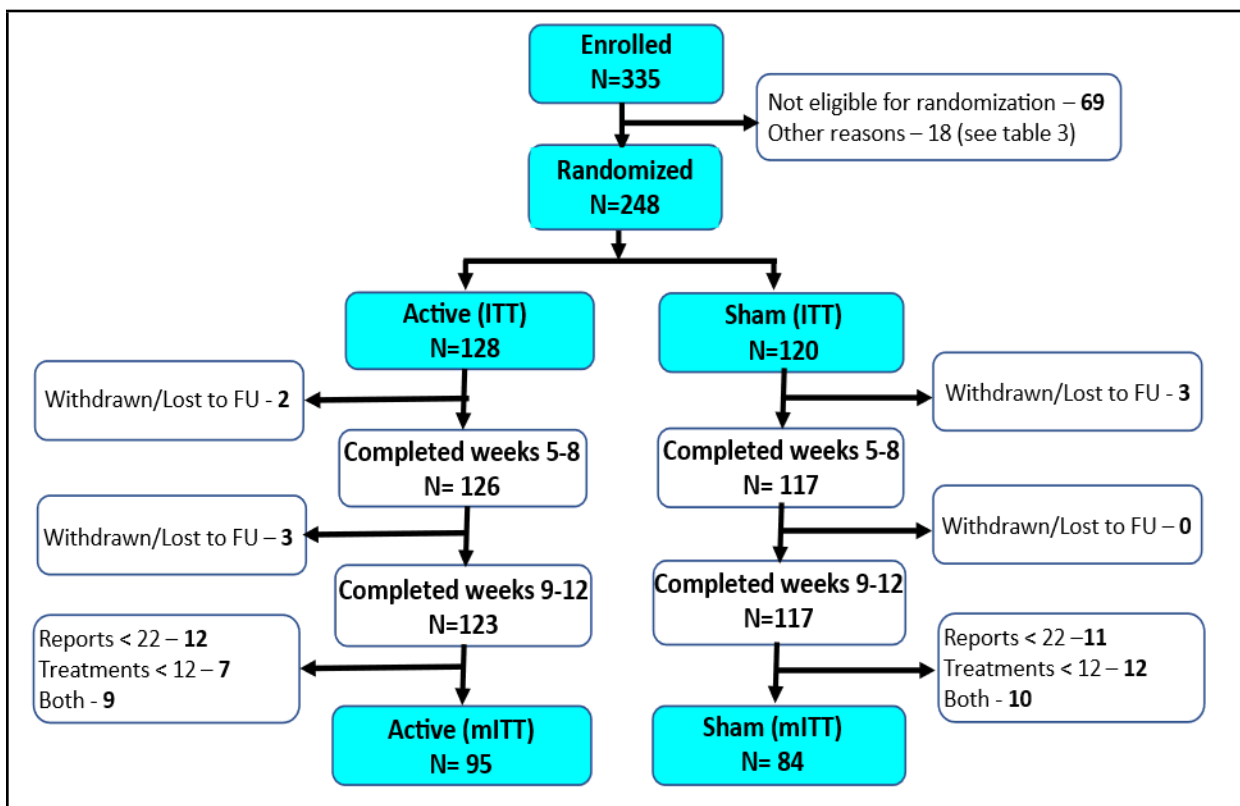 Enrolled
N=335
Not eligible for randomization – 69
Other reasons – 18 (see table 3)
Randomized
N=248
Active (ITT)
N=128
Sham (ITT)
N=120
Withdrawn/Lost to FU - 2
Withdrawn/Lost to FU - 3
Completed weeks 5-8
N= 126
Completed weeks 5-8
N= 117
Withdrawn/Lost to FU – 3
Withdrawn/Lost to FU – 0
Completed weeks 9-12
N=123
Completed weeks 9-12
N=117
Reports < 22 – 12
Treatments < 12 – 7
Both - 9
Reports < 22 –11
Treatments < 12 – 12
Both - 10
Active (mITT)
N= 95
Sham (mITT)
N= 84